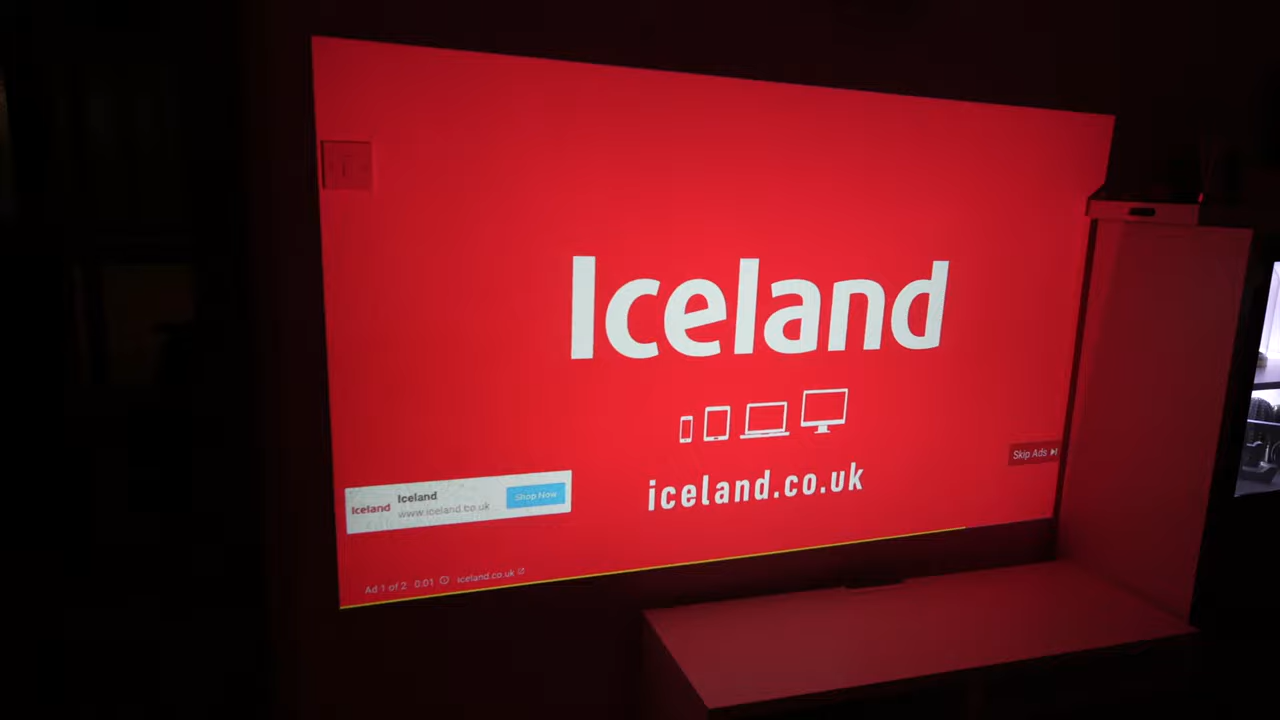 Iceland
iceland.co.uk
Skip Ads
Iceland
Iceland
www.iceland.co.uk
Shop Now
Ad 1 of 2 0:01 iceland.co.uk